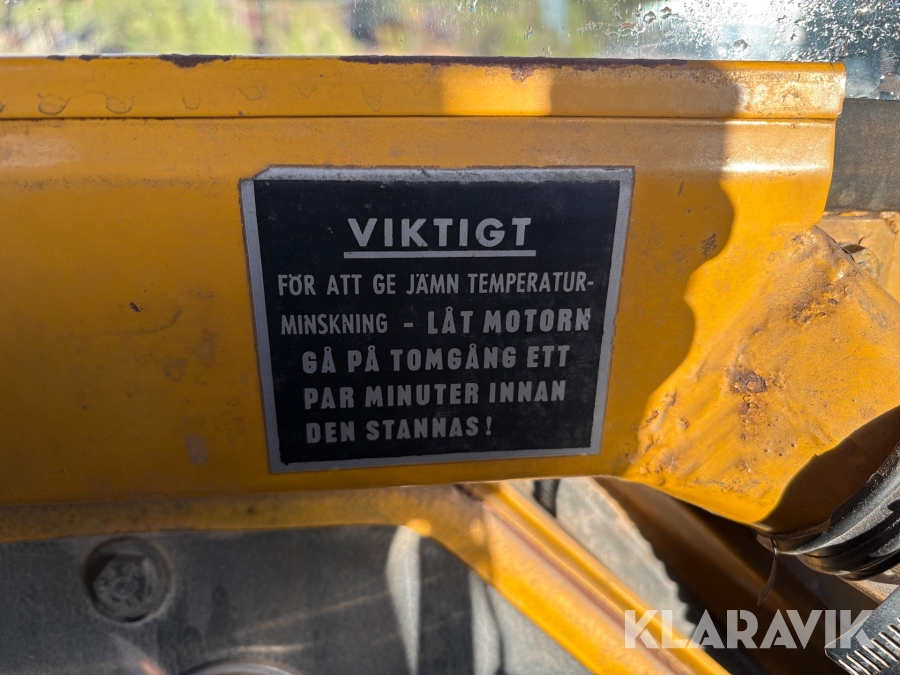 VIKTIGT
FÖR ATT GE JÄMN TEMPERATUR-
MINSKNING - LÅT MOTORN
GÅ PÅ TOMGÅNG ETT
PAR MINUTER INNAN
DEN STANNAS!
KLARAVIK